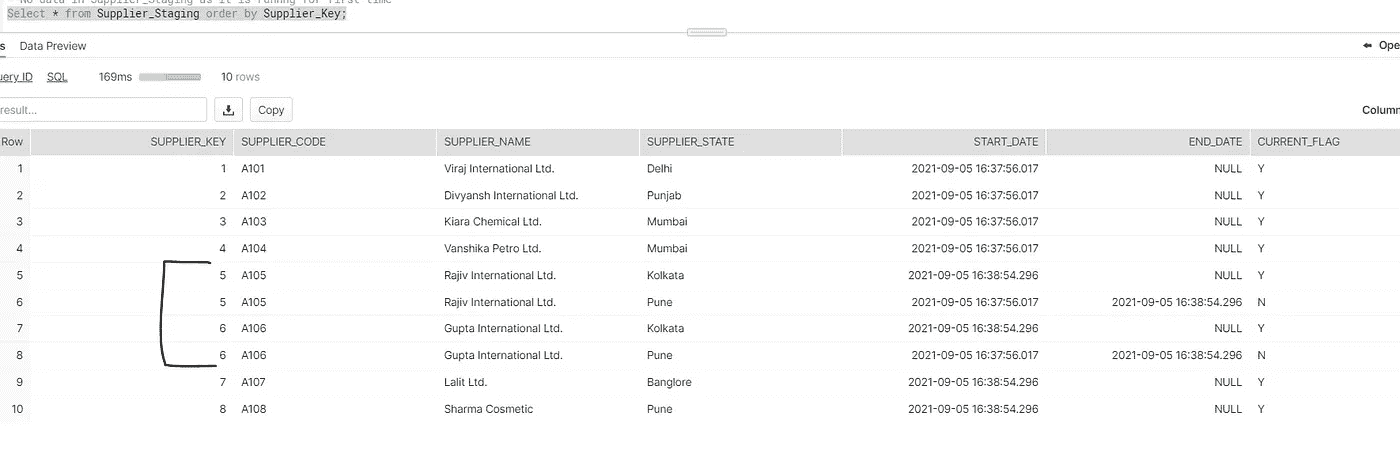 No data in Supplier_Staging as it is runing for first time
Select * from Supplier_Staging order by Supplier_Key;
s Data Preview Ope
uery ID SQL 169ms 10 rows
result... Copy Column
Row SUPPLIER_KEY SUPPLIER_CODE SUPPLIER_NAME SUPPLIER_STATE START_DATE END_DATE CURRENT_FLAG
1 1 A101 Viraj International Ltd. Delhi 2021-09-05 16:37:56.017 NULL Y
2 2 A102 Divyansh International Ltd. Punjab 2021-09-05 16:37:56.017 NULL Y
3 3 A103 Kiara Chemical Ltd. Mumbai 2021-09-05 16:37:56.017 NULL Y
4 4 A104 Vanshika Petro Ltd. Mumbai 2021-09-05 16:37:56.017 NULL Y
5 5 A105 Rajiv International Ltd. Kolkata 2021-09-05 16:38:54.296 NULL Y
6 5 A105 Rajiv International Ltd. Pune 2021-09-05 16:37:56.017 2021-09-05 16:38:54.296 N
7 6 A106 Gupta International Ltd. Kolkata 2021-09-05 16:38:54.296 NULL Y
8 6 A106 Gupta International Ltd. Pune 2021-09-05 16:37:56.017 2021-09-05 16:38:54.296 N
9 7 A107 Lalit Ltd. Banglore 2021-09-05 16:38:54.296 NULL Y
10 8 A108 Sharma Cosmetic Pune 2021-09-05 16:38:54.296 NULL Y